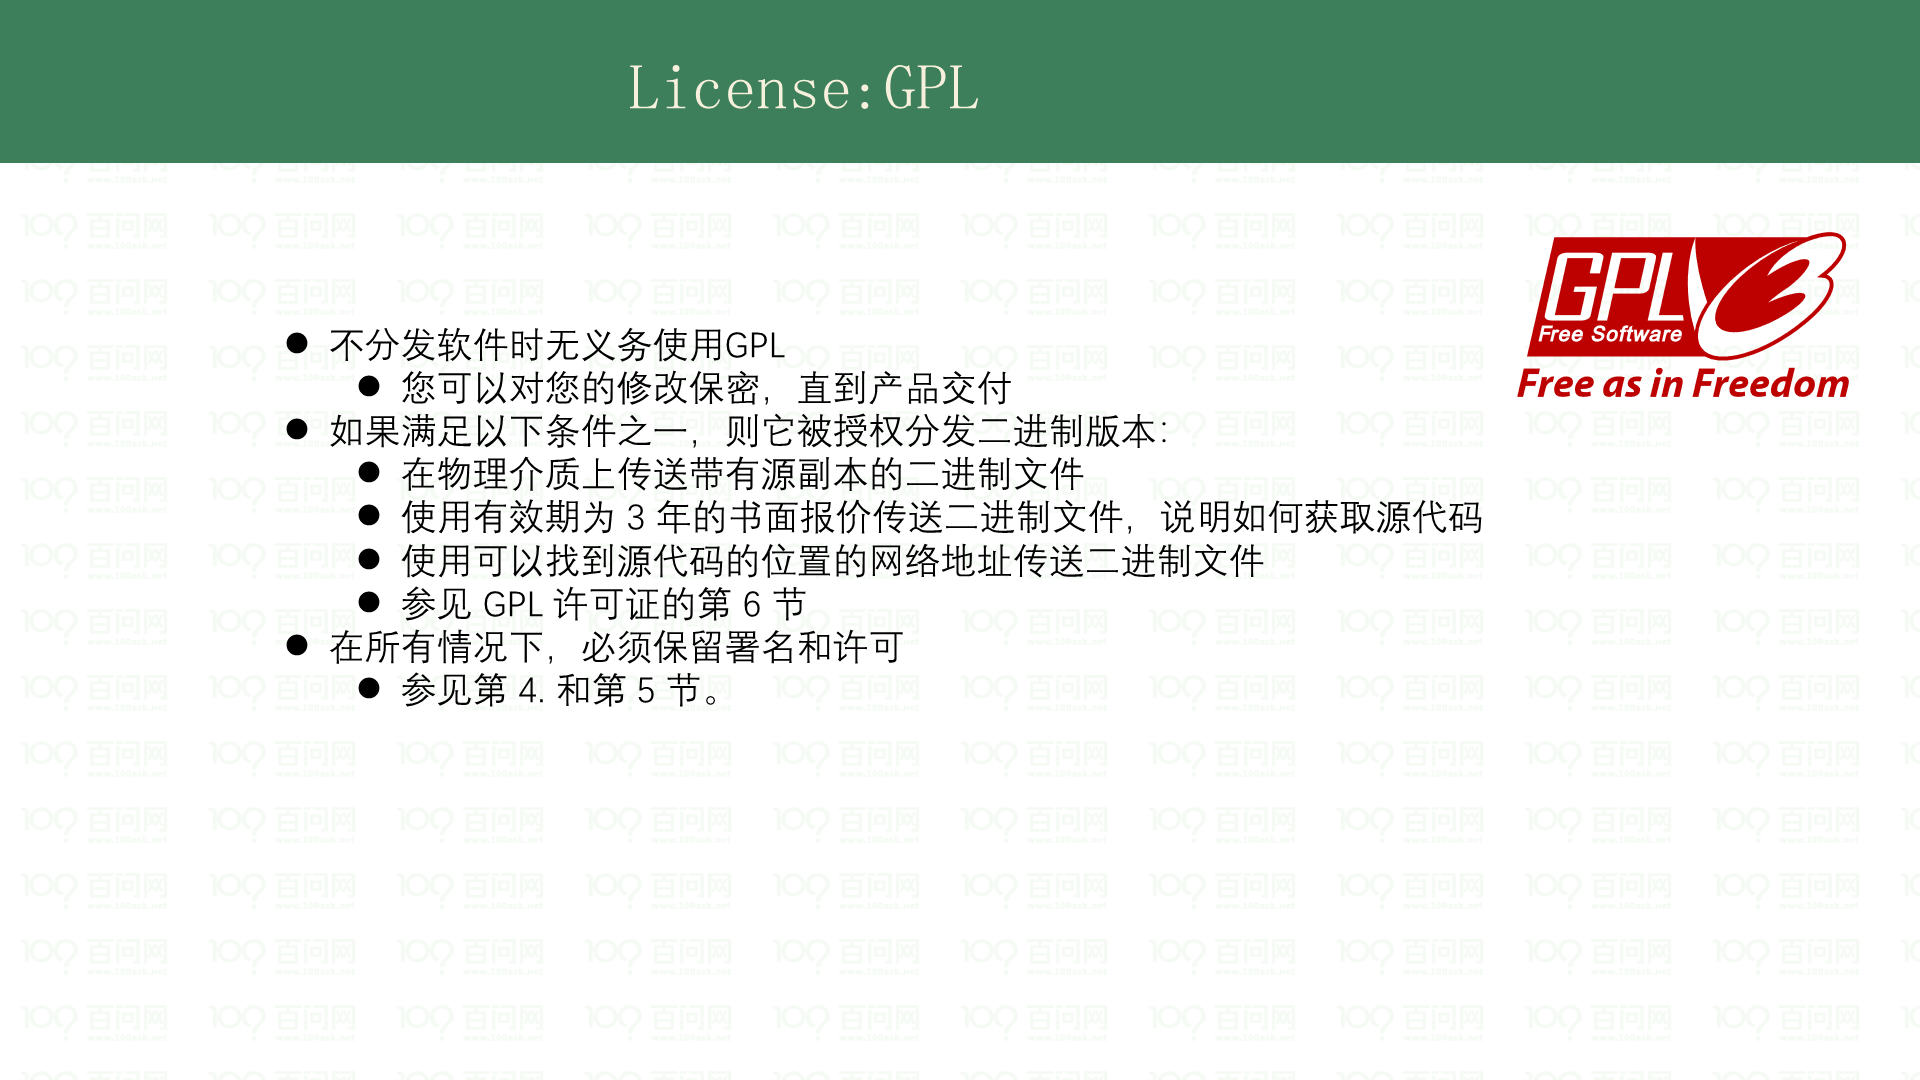 License:GPL
GPL 3
Free Software
Free as in Freedom
不分发软件时无义务使用GPL
您可以对您的修改保密，直到产品交付
如果满足以下条件之一，则它被授权分发二进制版本：
在物理介质上传送带有源副本的二进制文件
使用有效期为 3 年的书面报价传送二进制文件，说明如何获取源代码
使用可以找到源代码的位置的网络地址传送二进制文件
参见 GPL 许可证的第 6 节
在所有情况下，必须保留署名和许可
参见第 4. 和第 5 节。
百问网
www.100ask.net